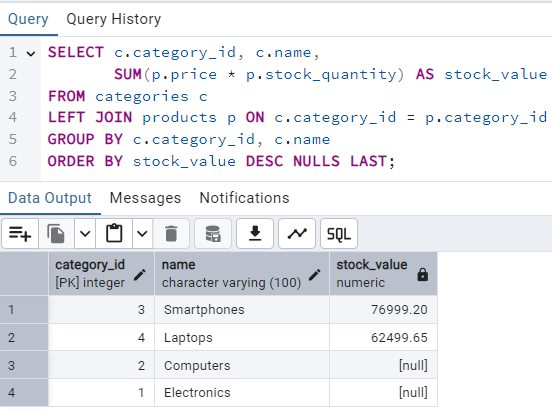 Query Query History
1 SELECT c.category_id, c.name,
2 SUM(p.price * p.stock_quantity) AS stock_value
3 FROM categories c
4 LEFT JOIN products p ON c.category_id = p.category_id
5 GROUP BY c.category_id, c.name
6 ORDER BY stock_value DESC NULLS LAST;
Data Output Messages Notifications
SQL
category_id name stock_value
[PK] integer character varying (100) numeric
1 3 Smartphones 76999.20
2 4 Laptops 62499.65
3 2 Computers [null]
4 1 Electronics [null]